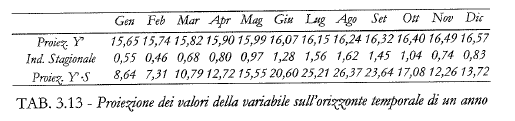 Gen Feb Mar Apr Mag Giu Lug Ago Set Ott Nov Dic
Proiez. Y' 15,65 15,74 15,82 15,90 15,99 16,07 16,15 16,24 16,32 16,40 16,49 16,57
Ind. Stagionale 0,55 0,46 0,68 0,80 0,97 1,28 1,56 1,62 1,45 1,04 0,74 0,83
Proiez. Y'·S 8,64 7,31 10,79 12,72 15,55 20,60 25,21 26,37 23,64 17,08 12,26 13,72
TAB. 3.13 - Proiezione dei valori della variabile sull'orizzonte temporale di un anno